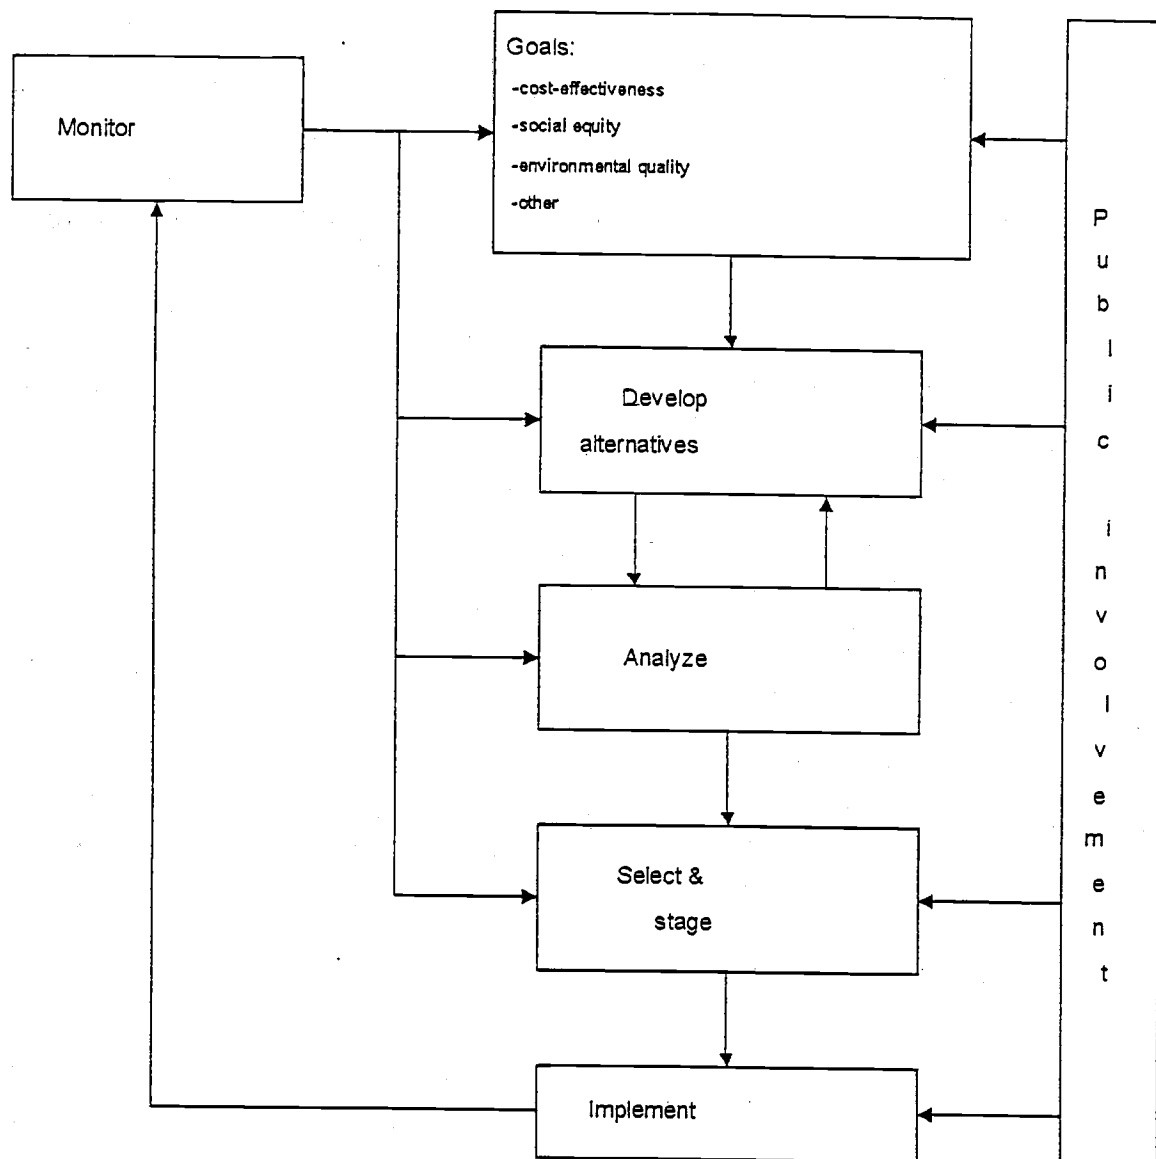 Monitor
Goals:
-cost-effectiveness
-social equity
-environmental quality
-other
Develop
alternatives
Analyze
Select &
stage
Implement
Public involvement